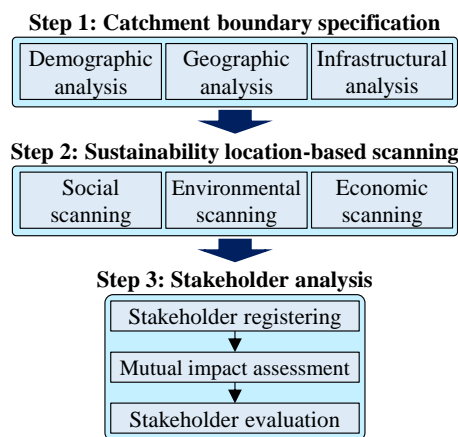 Step 1: Catchment boundary specification
Demographic analysis
Geographic analysis
Infrastructural analysis
Step 2: Sustainability location-based scanning
Social scanning
Environmental scanning
Economic scanning
Step 3: Stakeholder analysis
Stakeholder registering
Mutual impact assessment
Stakeholder evaluation